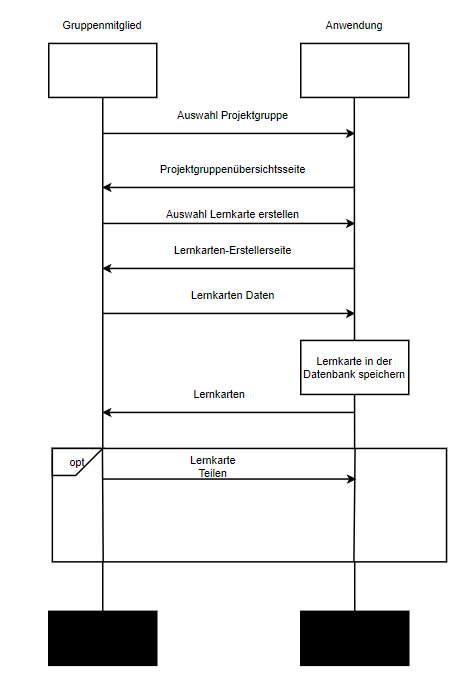 Gruppenmitglied
Anwendung
Auswahl Projektgruppe
Projektgruppenübersichtsseite
Auswahl Lernkarte erstellen
Lernkarten-Erstellerseite
Lernkarten Daten
Lernkarte in der
Datenbank speichern
Lernkarten
opt
Lernkarte
Teilen